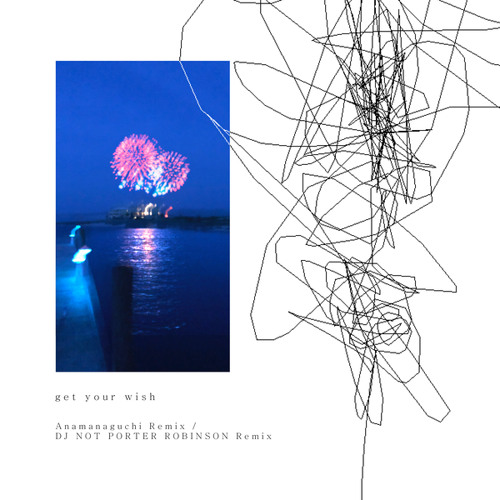 get your wish
Anamanaguchi Remix /
DJ NOT PORTER ROBINSON Remix